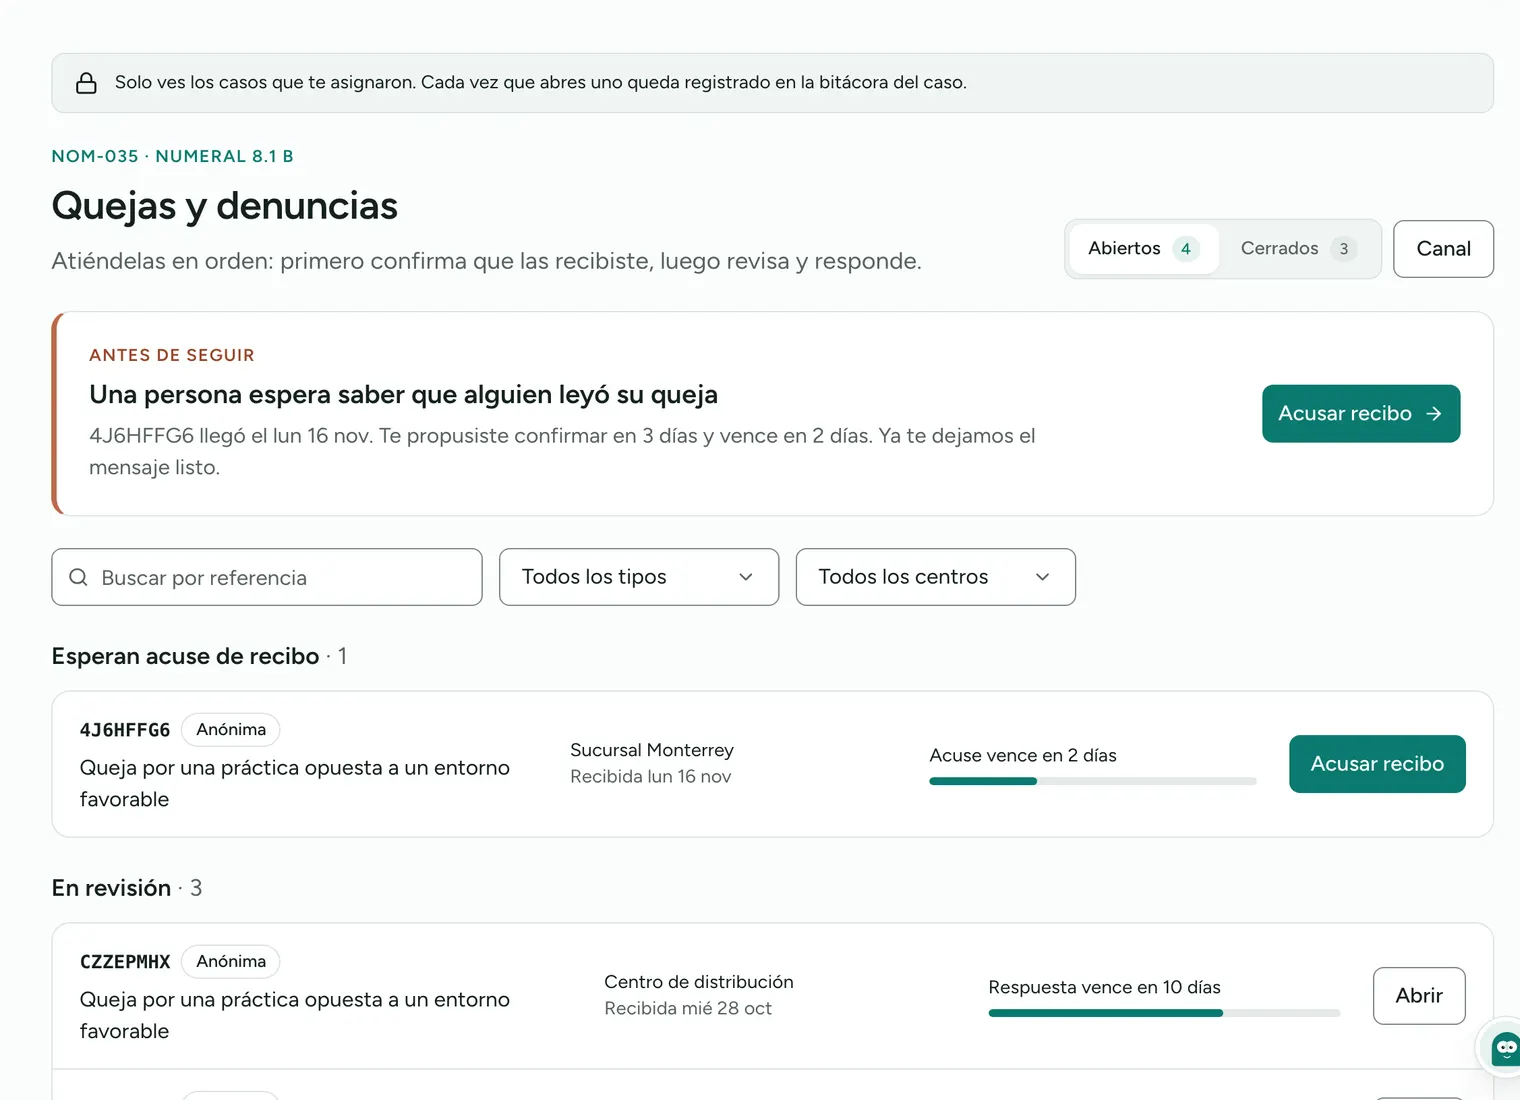 Solo ves los casos que te asignaron. Cada vez que abres uno queda registrado en la bitácora del caso.
NOM-035 · NUMERAL 8.1 B
Quejas y denuncias
Atiéndelas en orden: primero confirma que las recibiste, luego revisa y responde.
Abiertos 4 Cerrados 3 Canal
ANTES DE SEGUIR
Una persona espera saber que alguien leyó su queja
4J6HFFG6 llegó el lun 16 nov. Te propusiste confirmar en 3 días y vence en 2 días. Ya te dejamos el
mensaje listo.
Acusar recibo →
Buscar por referencia
Todos los tipos
Todos los centros
Esperan acuse de recibo · 1
4J6HFFG6 Anónima
Queja por una práctica opuesta a un entorno
favorable
Sucursal Monterrey
Recibida lun 16 nov
Acuse vence en 2 días
Acusar recibo
En revisión · 3
CZZEPMHX Anónima
Queja por una práctica opuesta a un entorno
favorable
Centro de distribución
Recibida mié 28 oct
Respuesta vence en 10 días
Abrir